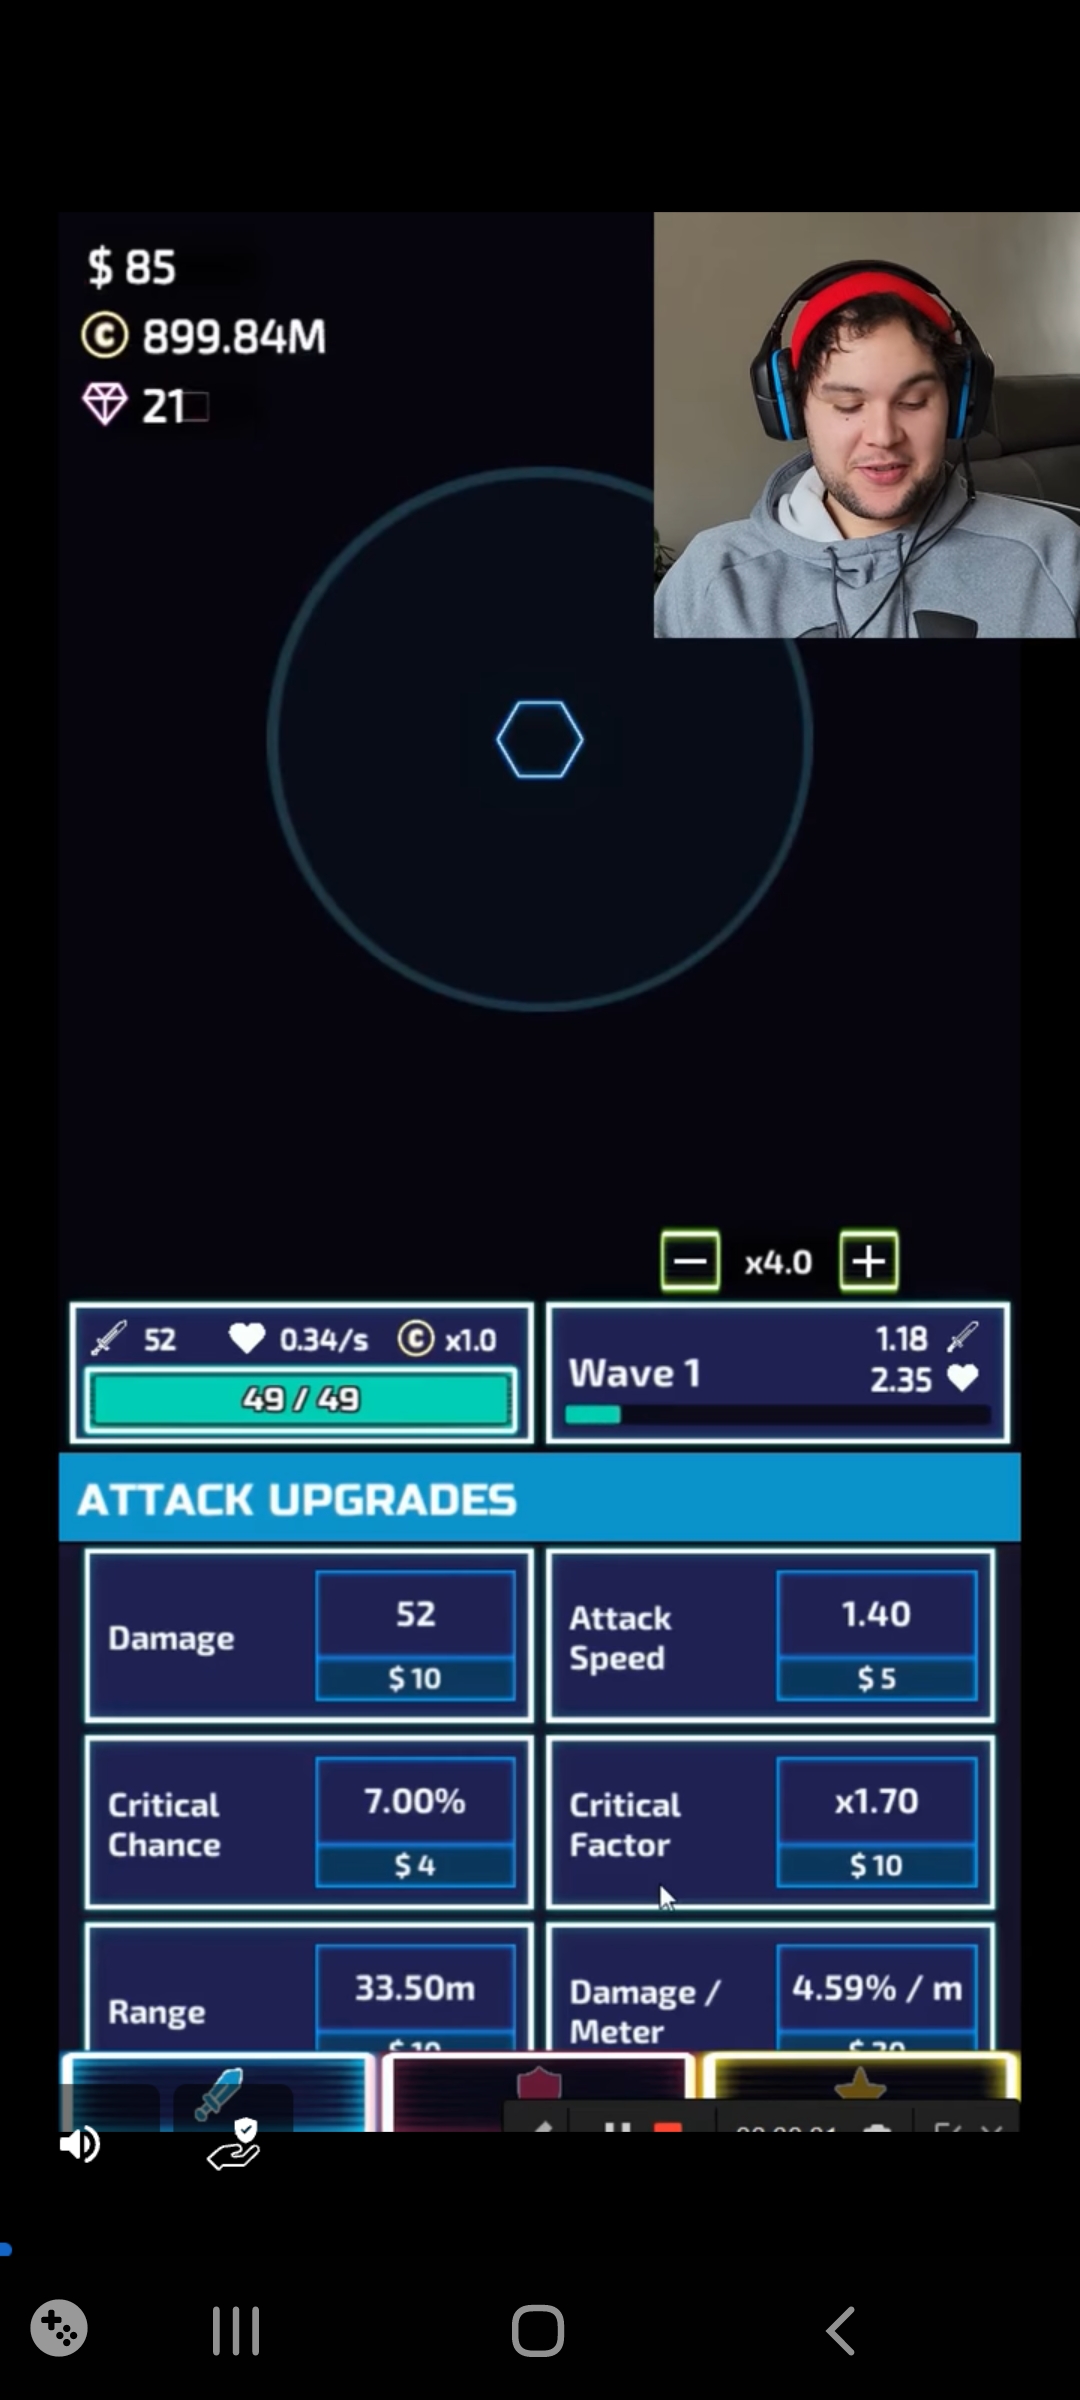 $ 85
C 899.84M
21
x4.0
52 0.34/s C x1.0
49 / 49
1.18
Wave 1
2.35
ATTACK UPGRADES
Damage
52
$ 10
Attack
Speed
1.40
$ 5
Critical
Chance
7.00%
$ 4
Critical
Factor
x1.70
$ 10
Range
33.50m
Damage /
Meter
4.59% / m